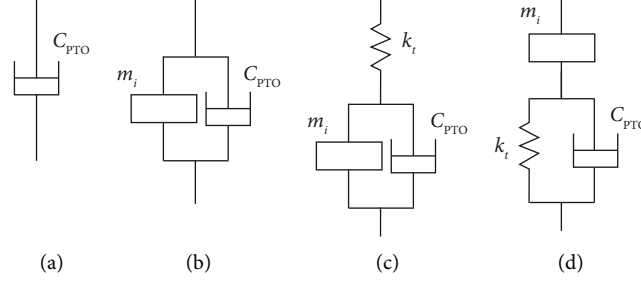 C_PTO
m_i
C_PTO
k_t
m_i
C_PTO
m_i
k_t
C_PTO
(a)
(b)
(c)
(d)